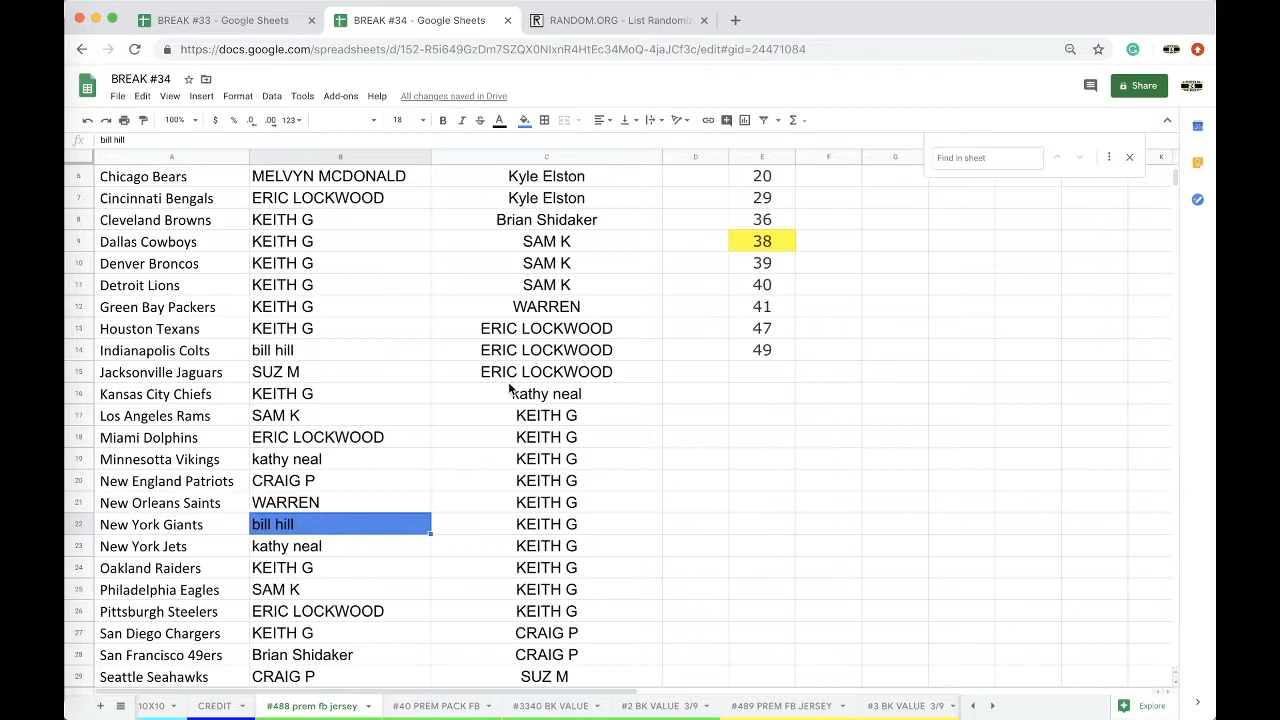 BREAK #33 - Google Sheets
BREAK #34 - Google Sheets
RANDOM.ORG - List Randomi
https://docs.google.com/spreadsheets/d/152-R5i649GzDm7SZQX0NIxnR4HtEc34MoQ-4jaJCf3c/edit#gid=24471084
BREAK #34
File Edit View Insert Format Data Tools Add-ons Help All changes saved in Drive
Share
100% $ % .0 .00 123 18 B I S A
fx bill hill
Find in sheet
A B C D E F G K
6 Chicago Bears MELVYN MCDONALD Kyle Elston 20
7 Cincinnati Bengals ERIC LOCKWOOD Kyle Elston 29
8 Cleveland Browns KEITH G Brian Shidaker 36
9 Dallas Cowboys KEITH G SAM K 38
10 Denver Broncos KEITH G SAM K 39
11 Detroit Lions KEITH G SAM K 40
12 Green Bay Packers KEITH G WARREN 41
13 Houston Texans KEITH G ERIC LOCKWOOD 47
14 Indianapolis Colts bill hill ERIC LOCKWOOD 49
15 Jacksonville Jaguars SUZ M ERIC LOCKWOOD
16 Kansas City Chiefs KEITH G kathy neal
17 Los Angeles Rams SAM K KEITH G
18 Miami Dolphins ERIC LOCKWOOD KEITH G
19 Minnesotta Vikings kathy neal KEITH G
20 New England Patriots CRAIG P KEITH G
21 New Orleans Saints WARREN KEITH G
22 New York Giants bill hill KEITH G
23 New York Jets kathy neal KEITH G
24 Oakland Raiders KEITH G KEITH G
25 Philadelphia Eagles SAM K KEITH G
26 Pittsburgh Steelers ERIC LOCKWOOD KEITH G
27 San Diego Chargers KEITH G CRAIG P
28 San Francisco 49ers Brian Shidaker CRAIG P
29 Seattle Seahawks CRAIG P SUZ M
10X10 CREDIT #488 prem fb jersey #40 PREM PACK FB #3340 BK VALUE #2 BK VALUE 3/9 #489 PREM FB JERSEY #3 BK VALUE 3/9 Explore